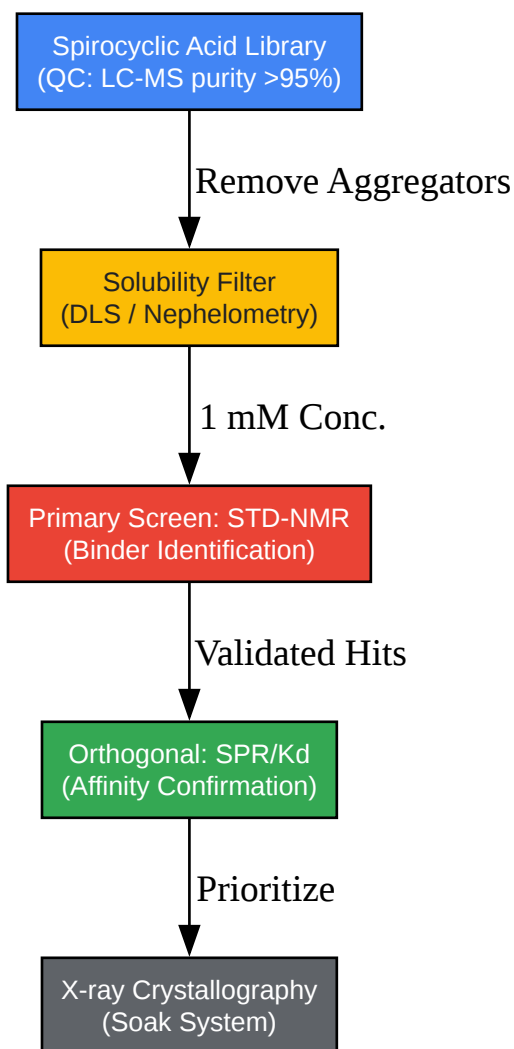 Spirocyclic Acid Library
(QC: LC-MS purity >95%)
Remove Aggregators
Solubility Filter
(DLS / Nephelometry)
1 mM Conc.
Primary Screen: STD-NMR
(Binder Identification)
Validated Hits
Orthogonal: SPR/Kd
(Affinity Confirmation)
Prioritize
X-ray Crystallography
(Soak System)